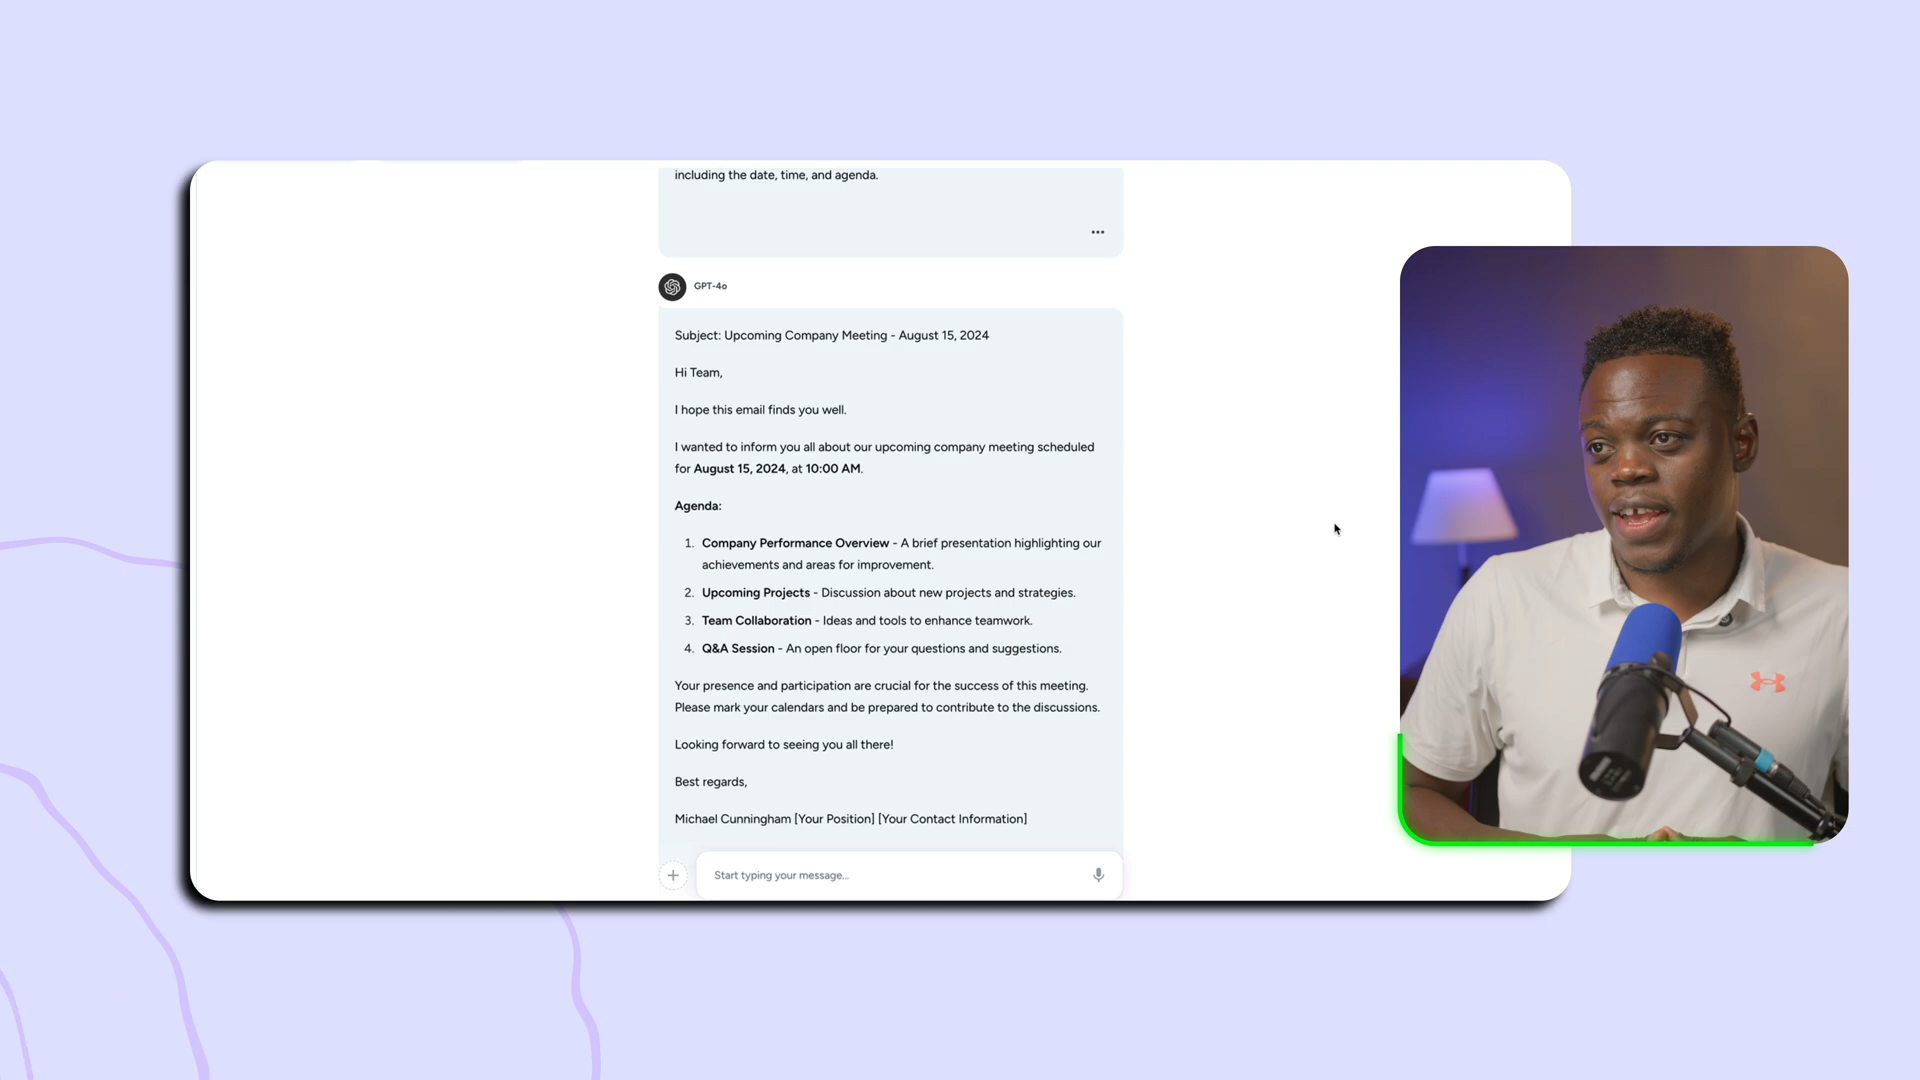 including the date, time, and agenda.
GPT-4o
Subject: Upcoming Company Meeting - August 15, 2024
Hi Team,
I hope this email finds you well.
I wanted to inform you all about our upcoming company meeting scheduled
for August 15, 2024, at 10:00 AM.
Agenda:
1. Company Performance Overview - A brief presentation highlighting our
achievements and areas for improvement.
2. Upcoming Projects - Discussion about new projects and strategies.
3. Team Collaboration - Ideas and tools to enhance teamwork.
4. Q&A Session - An open floor for your questions and suggestions.
Your presence and participation are crucial for the success of this meeting.
Please mark your calendars and be prepared to contribute to the discussions.
Looking forward to seeing you all there!
Best regards,
Michael Cunningham [Your Position] [Your Contact Information]
Start typing your message...